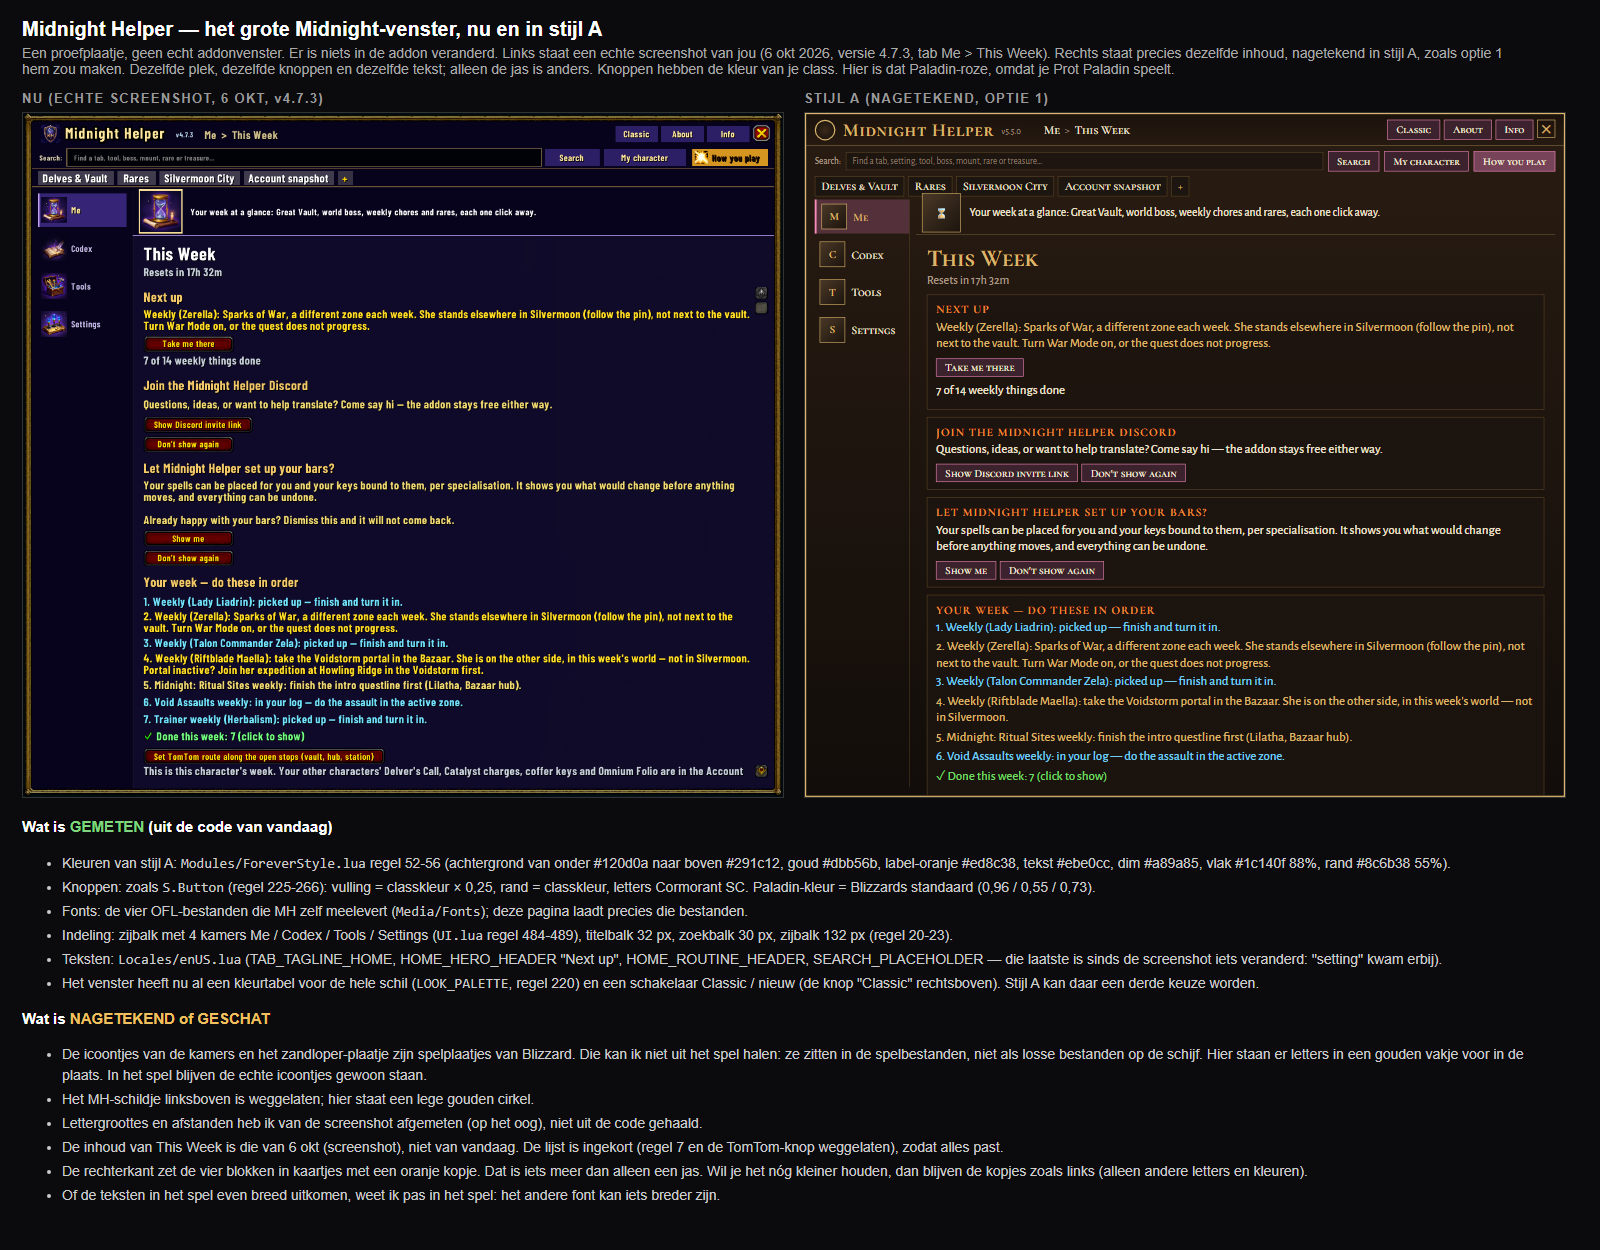 Midnight Helper — het grote Midnight-venster, nu en in stijl A
Een proefplaatje, geen echt addonvenster. Er is niets in de addon veranderd. Links staat een echte screenshot van jou (6 okt 2026, versie 4.7.3, tab Me > This Week). Rechts staat precies dezelfde inhoud, nagetekend in stijl A, zoals optie 1
hem zou maken. Dezelfde plek, dezelfde knoppen en dezelfde tekst; alleen de jas is anders. Knoppen hebben de kleur van je class. Hier is dat Paladin-roze, omdat je Prot Paladin speelt.
NU (ECHTE SCREENSHOT, 6 OKT, v4.7.3)
Midnight Helper v4.7.3 Me > This Week
Classic About Info
Search: Find a tab, tool, boss, mount, rare or treasure...
Search My character How you play
Delves & Vault Rares Silvermoon City Account snapshot +
Me
Codex
Tools
Settings
Your week at a glance: Great Vault, world boss, weekly chores and rares, each one click away.
This Week
Resets in 17h 32m
Next up
Weekly (Zerella): Sparks of War, a different zone each week. She stands elsewhere in Silvermoon (follow the pin), not next to the vault.
Turn War Mode on, or the quest does not progress.
Take me there
7 of 14 weekly things done
Join the Midnight Helper Discord
Questions, ideas, or want to help translate? Come say hi — the addon stays free either way.
Show Discord invite link
Don't show again
Let Midnight Helper set up your bars?
Your spells can be placed for you and your keys bound to them, per specialisation. It shows you what would change before anything
moves, and everything can be undone.
Already happy with your bars? Dismiss this and it will not come back.
Show me
Don't show again
Your week — do these in order
1. Weekly (Lady Liadrin): picked up — finish and turn it in.
2. Weekly (Zerella): Sparks of War, a different zone each week. She stands elsewhere in Silvermoon (follow the pin), not next to the
vault. Turn War Mode on, or the quest does not progress.
3. Weekly (Talon Commander Zela): picked up — finish and turn it in.
4. Weekly (Riftblade Maella): take the Voidstorm portal in the Bazaar. She is on the other side, in this week's world — not in Silvermoon.
Portal inactive? Join her expedition at Howling Ridge in the Voidstorm first.
5. Midnight: Ritual Sites weekly: finish the intro questline first (Lilatha, Bazaar hub).
6. Void Assaults weekly: in your log — do the assault in the active zone.
7. Trainer weekly (Herbalism): picked up — finish and turn it in.
✓ Done this week: 7 (click to show)
Set TomTom route along the open stops (vault, hub, station)
This is this character's week. Your other characters' Delver's Call, Catalyst charges, coffer keys and Omnium Folio are in the Account
STIJL A (NAGETEKEND, OPTIE 1)
Midnight Helper v5.5.0 Me > This Week
Classic About Info ✕
Search: Find a tab, setting, tool, boss, mount, rare or treasure...
Search My character How you play
Delves & Vault Rares Silvermoon City Account snapshot +
M Me
C Codex
T Tools
S Settings
Your week at a glance: Great Vault, world boss, weekly chores and rares, each one click away.
This Week
Resets in 17h 32m
NEXT UP
Weekly (Zerella): Sparks of War, a different zone each week. She stands elsewhere in Silvermoon (follow the pin), not
next to the vault. Turn War Mode on, or the quest does not progress.
Take me there
7 of 14 weekly things done
JOIN THE MIDNIGHT HELPER DISCORD
Questions, ideas, or want to help translate? Come say hi — the addon stays free either way.
Show Discord invite link Don't show again
LET MIDNIGHT HELPER SET UP YOUR BARS?
Your spells can be placed for you and your keys bound to them, per specialisation. It shows you what would change
before anything moves, and everything can be undone.
Show me Don't show again
YOUR WEEK — DO THESE IN ORDER
1. Weekly (Lady Liadrin): picked up — finish and turn it in.
2. Weekly (Zerella): Sparks of War, a different zone each week. She stands elsewhere in Silvermoon (follow the pin), not
next to the vault. Turn War Mode on, or the quest does not progress.
3. Weekly (Talon Commander Zela): picked up — finish and turn it in.
4. Weekly (Riftblade Maella): take the Voidstorm portal in the Bazaar. She is on the other side, in this week's world — not
in Silvermoon.
5. Midnight: Ritual Sites weekly: finish the intro questline first (Lilatha, Bazaar hub).
6. Void Assaults weekly: in your log — do the assault in the active zone.
✓ Done this week: 7 (click to show)
Wat is GEMETEN (uit de code van vandaag)
• Kleuren van stijl A: Modules/ForeverStyle.lua regel 52-56 (achtergrond van onder #120d0a naar boven #291c12, goud #dbb56b, label-oranje #ed8c38, tekst #ebe0cc, dim #a89a85, vlak #1c140f 88%, rand #8c6b38 55%).
• Knoppen: zoals S.Button (regel 225-266): vulling = classkleur × 0,25, rand = classkleur, letters Cormorant SC. Paladin-kleur = Blizzards standaard (0,96 / 0,55 / 0,73).
• Fonts: de vier OFL-bestanden die MH zelf meelevert (Media/Fonts); deze pagina laadt precies die bestanden.
• Indeling: zijbalk met 4 kamers Me / Codex / Tools / Settings (UI.lua regel 484-489), titelbalk 32 px, zoekbalk 30 px, zijbalk 132 px (regel 20-23).
• Teksten: Locales/enUS.lua (TAB_TAGLINE_HOME, HOME_HERO_HEADER "Next up", HOME_ROUTINE_HEADER, SEARCH_PLACEHOLDER — die laatste is sinds de screenshot iets veranderd: "setting" kwam erbij).
• Het venster heeft nu al een kleurtabel voor de hele schil (LOOK_PALETTE, regel 220) en een schakelaar Classic / nieuw (de knop "Classic" rechtsboven). Stijl A kan daar een derde keuze worden.
Wat is NAGETEKEND of GESCHAT
• De icoontjes van de kamers en het zandloper-plaatje zijn spelplaatjes van Blizzard. Die kan ik niet uit het spel halen: ze zitten in de spelbestanden, niet als losse bestanden op de schijf. Hier staan er letters in een gouden vakje voor in de
plaats. In het spel blijven de echte icoontjes gewoon staan.
• Het MH-schildje linksboven is weggelaten; hier staat een lege gouden cirkel.
• Lettergroottes en afstanden heb ik van de screenshot afgemeten (op het oog), niet uit de code gehaald.
• De inhoud van This Week is die van 6 okt (screenshot), niet van vandaag. De lijst is ingekort (regel 7 en de TomTom-knop weggelaten), zodat alles past.
• De rechterkant zet de vier blokken in kaartjes met een oranje kopje. Dat is iets meer dan alleen een jas. Wil je het nóg kleiner houden, dan blijven de kopjes zoals links (alleen andere letters en kleuren).
• Of de teksten in het spel even breed uitkomen, weet ik pas in het spel: het andere font kan iets breder zijn.